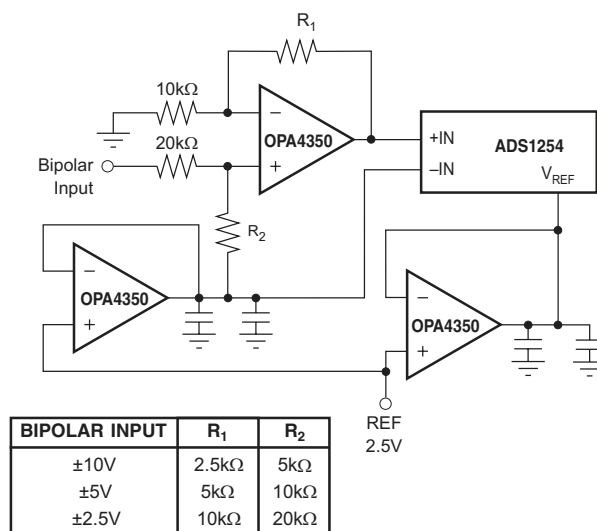 R1
10kΩ
−
OPA4350
+
20kΩ
Bipolar
Input
+IN
ADS1254
−IN
VREF
R2
−
OPA4350
+
−
OPA4350
+
REF
2.5V
BIPOLAR INPUT R1 R2
±10V 2.5kΩ 5kΩ
±5V 5kΩ 10kΩ
±2.5V 10kΩ 20kΩ